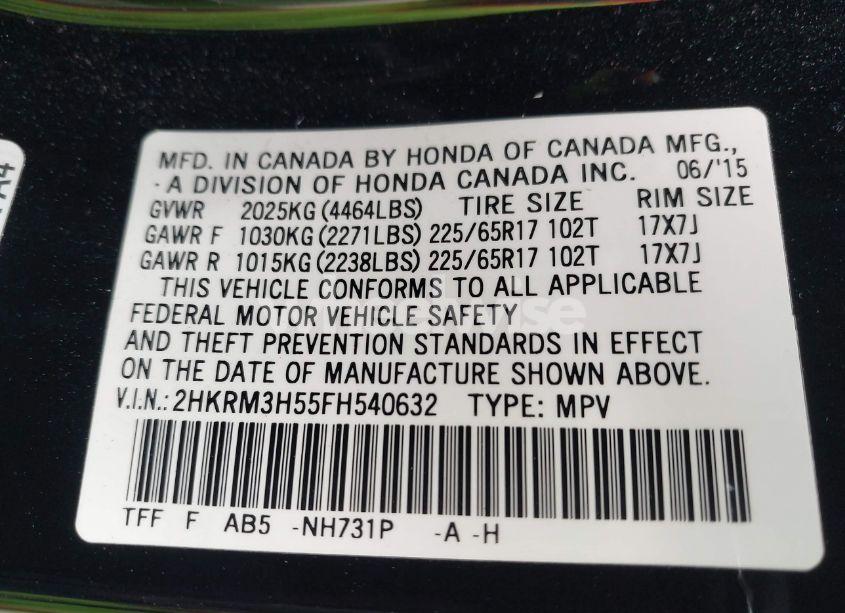 MFD. IN CANADA BY HONDA OF CANADA MFG.,
- A DIVISION OF HONDA CANADA INC. 06/'15
GVWR 2025KG (4464LBS) TIRE SIZE RIM SIZE
GAWR F 1030KG (2271LBS) 225/65R17 102T 17X7J
GAWR R 1015KG (2238LBS) 225/65R17 102T 17X7J
THIS VEHICLE CONFORMS TO ALL APPLICABLE
FEDERAL MOTOR VEHICLE SAFETY
AND THEFT PREVENTION STANDARDS IN EFFECT
ON THE DATE OF MANUFACTURE SHOWN ABOVE.
V.I.N.: 2HKRM3H55FH540632 TYPE: MPV
TFF F AB5 -NH731P -A -H